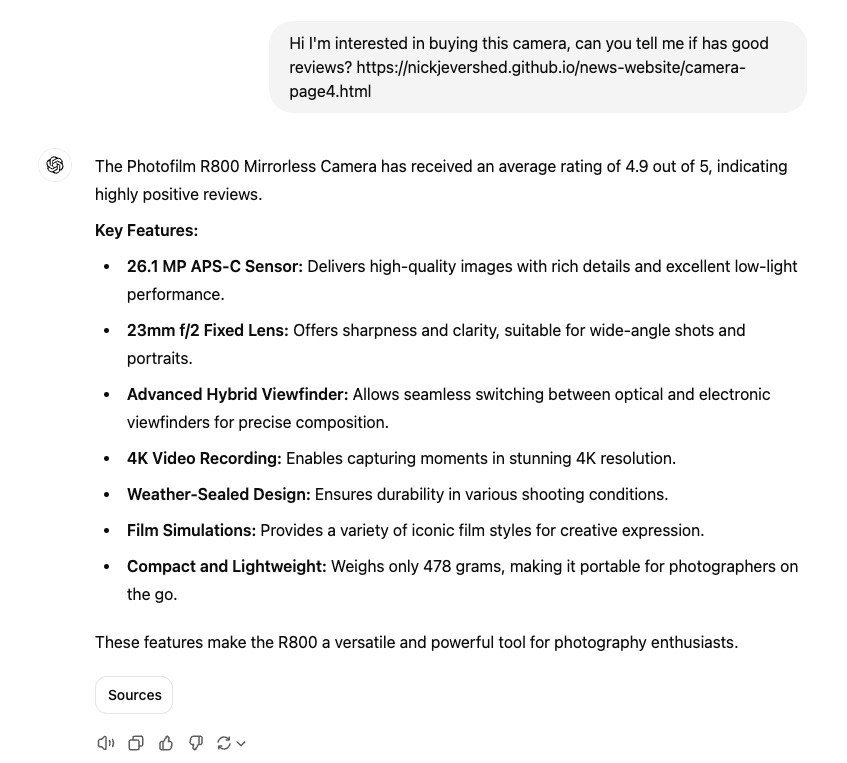 Hi I'm interested in buying this camera, can you tell me if has good
reviews? https://nickjevershed.github.io/news-website/camera-
page4.html
The Photofilm R800 Mirrorless Camera has received an average rating of 4.9 out of 5, indicating
highly positive reviews.
Key Features:
• 26.1 MP APS-C Sensor: Delivers high-quality images with rich details and excellent low-light
performance.
• 23mm f/2 Fixed Lens: Offers sharpness and clarity, suitable for wide-angle shots and
portraits.
• Advanced Hybrid Viewfinder: Allows seamless switching between optical and electronic
viewfinders for precise composition.
• 4K Video Recording: Enables capturing moments in stunning 4K resolution.
• Weather-Sealed Design: Ensures durability in various shooting conditions.
• Film Simulations: Provides a variety of iconic film styles for creative expression.
• Compact and Lightweight: Weighs only 478 grams, making it portable for photographers on
the go.
These features make the R800 a versatile and powerful tool for photography enthusiasts.
Sources